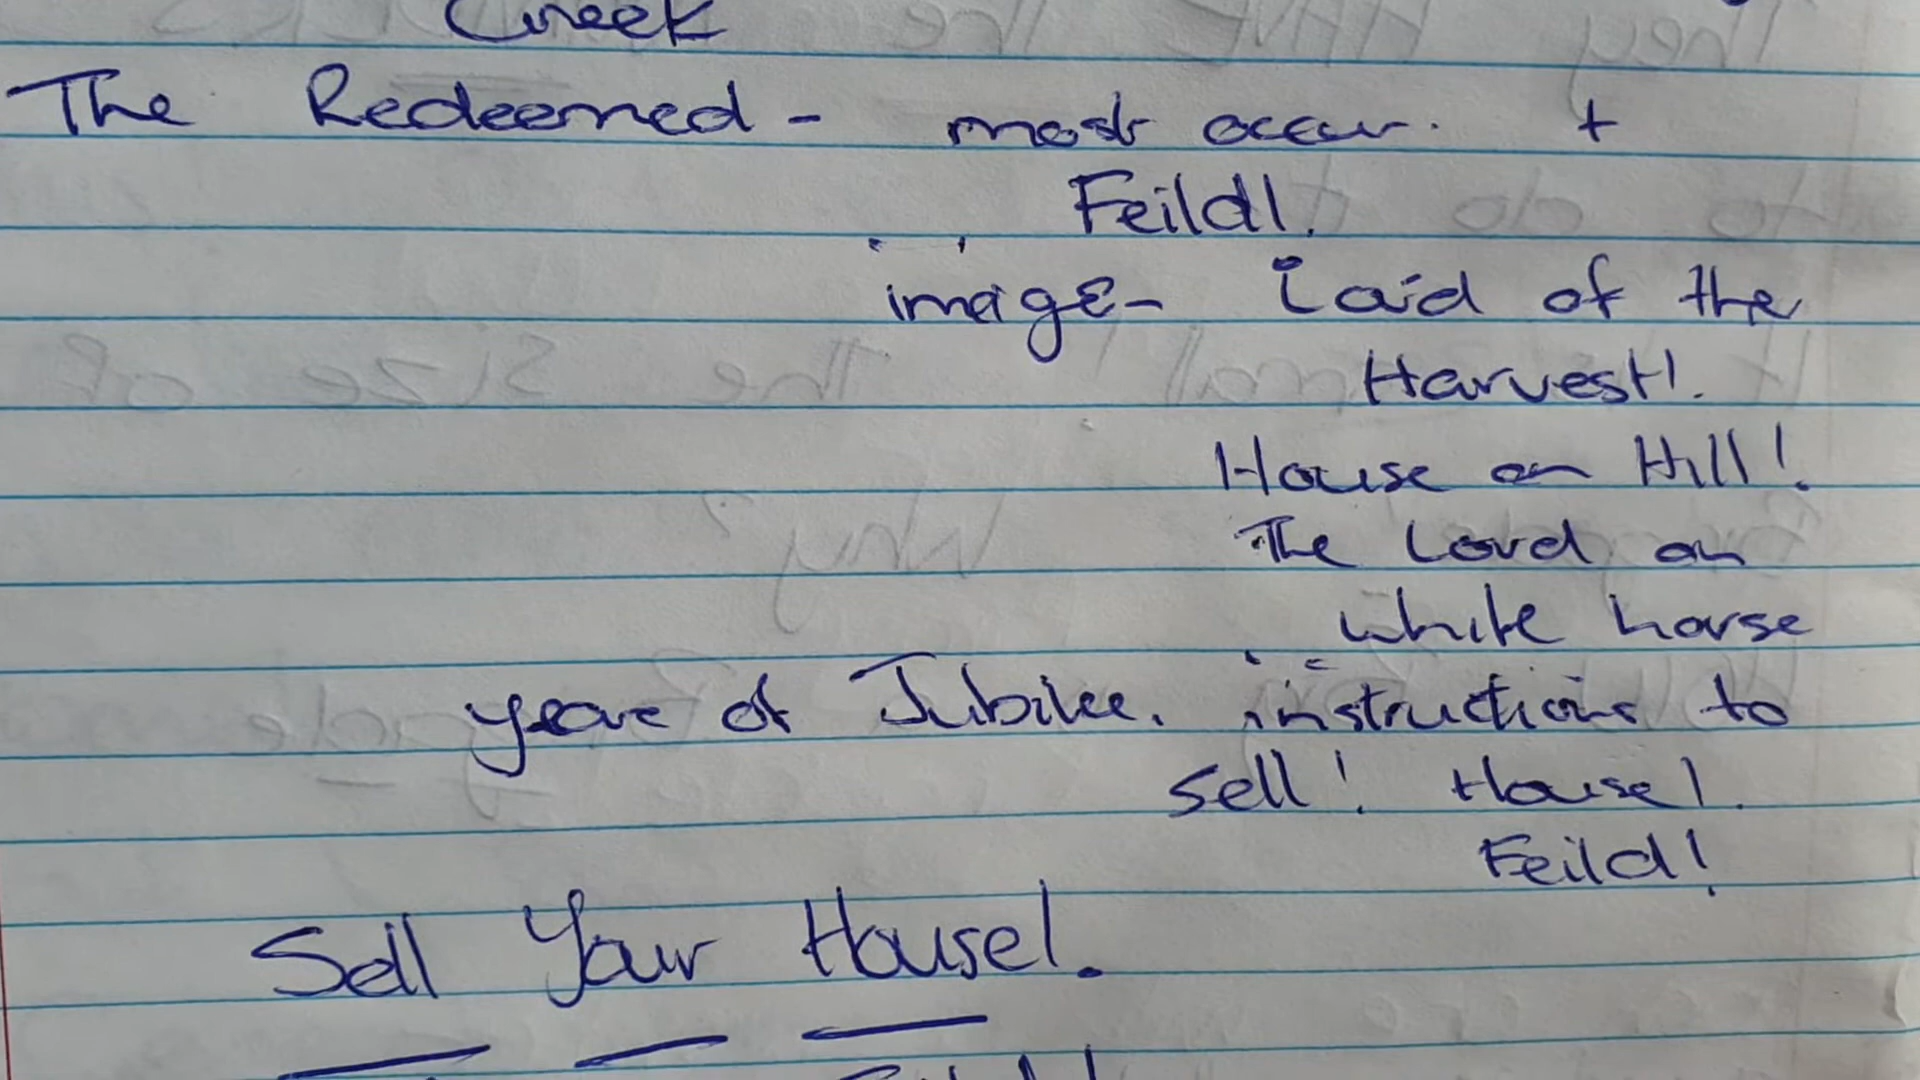 Creek
The Redeemed - most occur. +
Feild!.
image- Laid of the
Harvest!.
House on Hill!
The Lord on
white horse
year of Jubilee. instructions to
sell! House!.
Feild!
Sell Your House!.